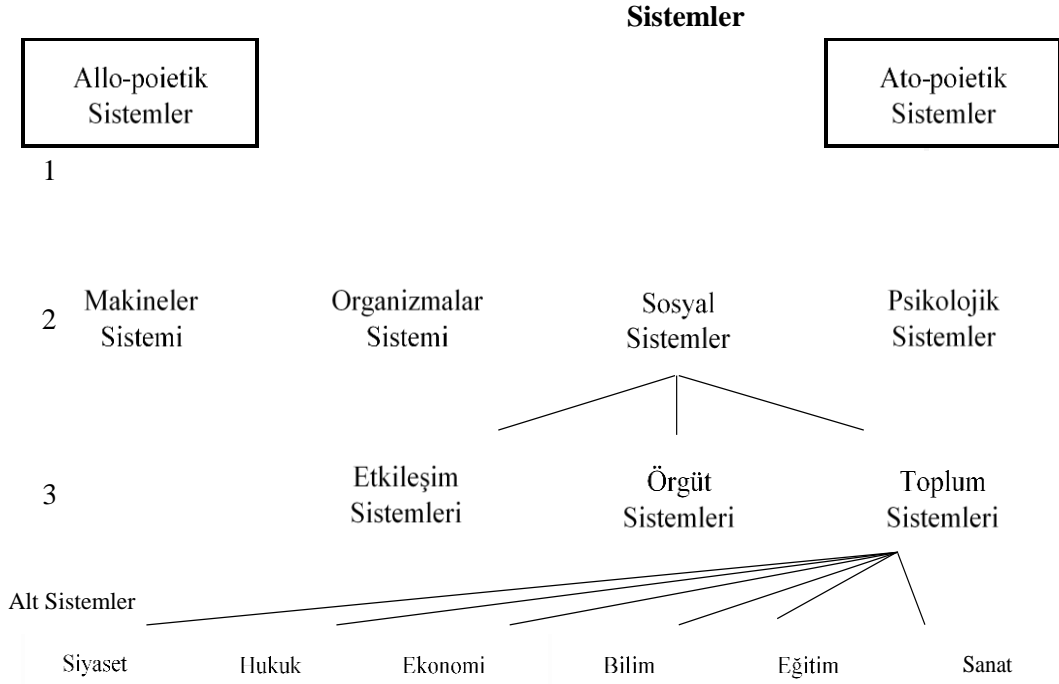 Sistemler
Allo-poietik
Sistemler
Ato-poietik
Sistemler
1
2
Makineler
Sistemi
Organizmalar
Sistemi
Sosyal
Sistemler
Psikolojik
Sistemler
3
Etkileşim
Sistemleri
Örgüt
Sistemleri
Toplum
Sistemleri
Alt Sistemler
Siyaset
Hukuk
Ekonomi
Bilim
Eğitim
Sanat